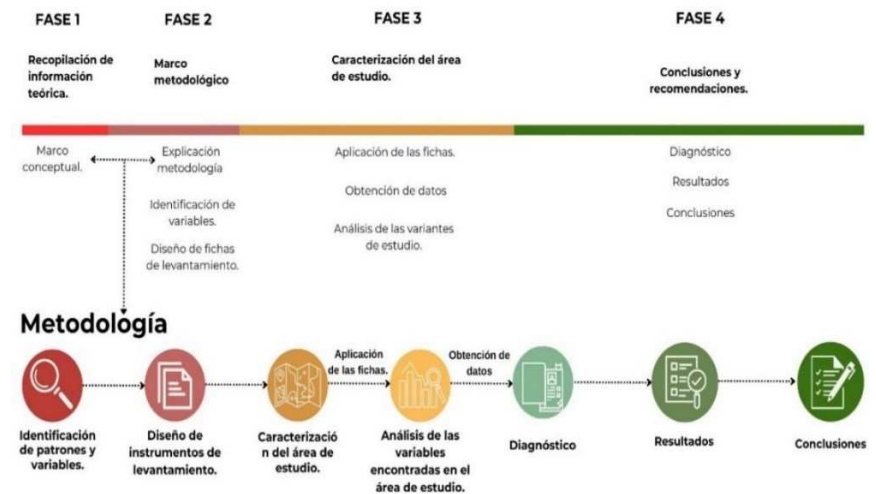 FASE 1
FASE 2
FASE 3
FASE 4
Recopilación de
información
teórica.
Marco
metodológico
Caracterización del área
de estudio.
Conclusiones y
recomendaciones.
Marco
conceptual.
Explicación
metodología
Identificación de
variables.
Diseño de fichas
de levantamiento.
Aplicación de las fichas.
Obtención de datos
Análisis de las variantes
de estudio.
Diagnóstico
Resultados
Conclusiones
Metodología
Aplicación
de las fichas.
Obtención de
datos
Identificación
de patrones y
variables.
Diseño de
instrumentos de
levantamiento.
Caracterizació
n del área de
estudio.
Análisis de las
variables
encontradas en el
área de estudio.
Diagnóstico
Resultados
Conclusiones